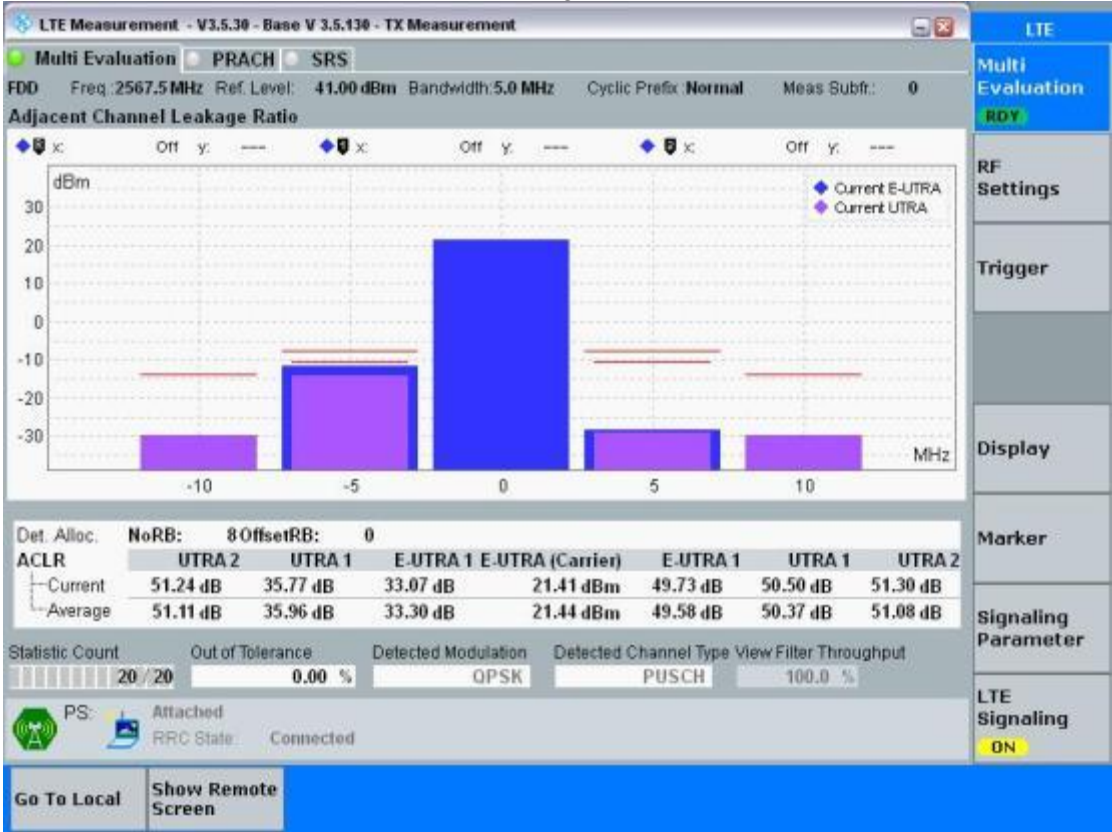 LTE Measurement - V3.5.30 - Base V 3.5.130 - TX Measurement
LTE
Multi Evaluation PRACH SRS
Multi
Evaluation
RDY
FDD Freq.:2567.5 MHz Ref. Level: 41.00 dBm Bandwidth:5.0 MHz Cyclic Prefix :Normal Meas Subfr.: 0
Adjacent Channel Leakage Ratio
x: Off y: --- x: Off y: --- x: Off y: ---
dBm
Current E-UTRA
Current UTRA
30
20
10
0
-10
-20
-30
MHz
-10 -5 0 5 10
RF
Settings
Trigger
Display
Marker
Signaling
Parameter
LTE
Signaling
ON
Det. Alloc. NoRB: 8 OffsetRB: 0
ACLR UTRA 2 UTRA 1 E-UTRA 1 E-UTRA (Carrier) E-UTRA 1 UTRA 1 UTRA 2
Current 51.24 dB 35.77 dB 33.07 dB 21.41 dBm 49.73 dB 50.50 dB 51.30 dB
Average 51.11 dB 35.96 dB 33.30 dB 21.44 dBm 49.58 dB 50.37 dB 51.08 dB
Statistic Count Out of Tolerance Detected Modulation Detected Channel Type View Filter Throughput
20 / 20 0.00 % QPSK PUSCH 100.0 %
PS: Attached
RRC State: Connected
Go To Local
Show Remote
Screen